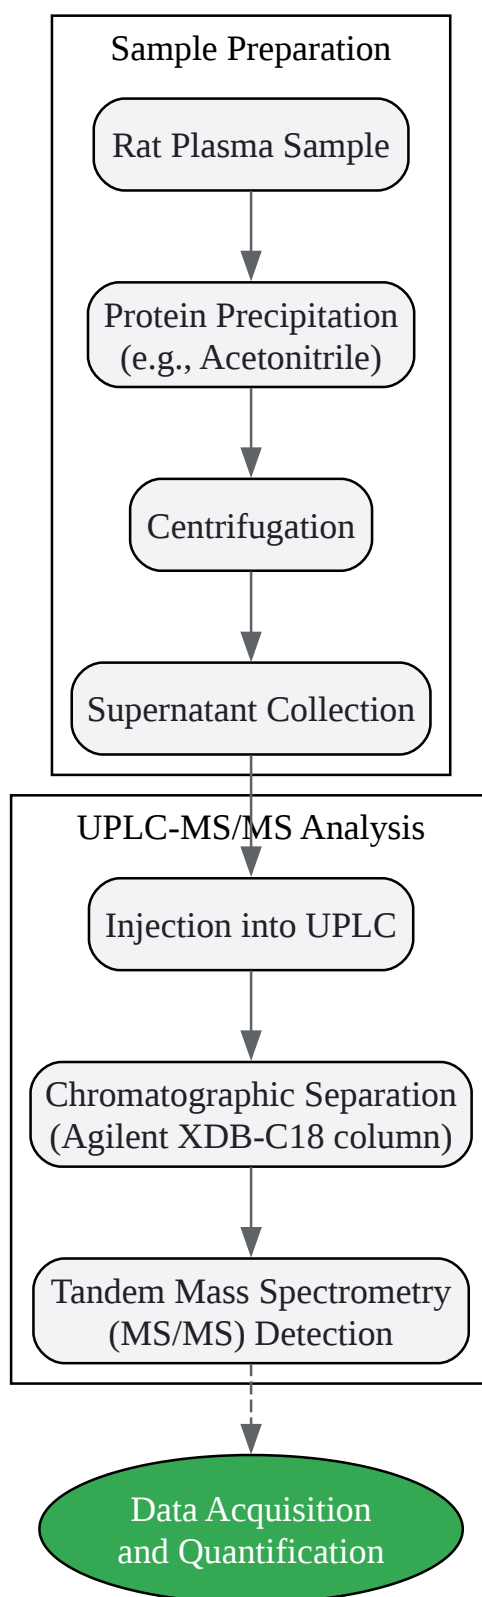 Sample Preparation
Rat Plasma Sample
Protein Precipitation
(e.g., Acetonitrile)
Centrifugation
Supernatant Collection
UPLC-MS/MS Analysis
Injection into UPLC
Chromatographic Separation
(Agilent XDB-C18 column)
Tandem Mass Spectrometry
(MS/MS) Detection
Data Acquisition
and Quantification